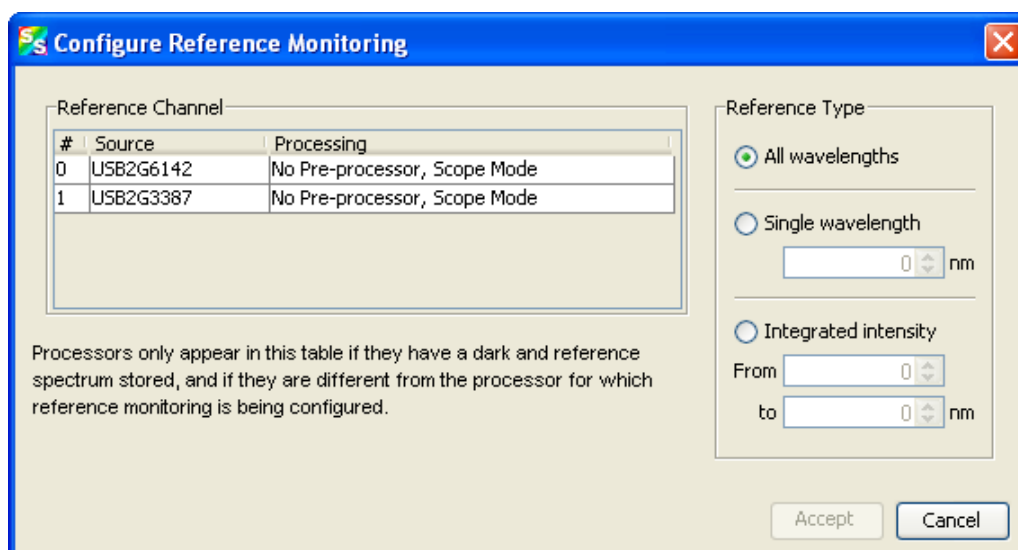 SS Configure Reference Monitoring
Reference Channel
# Source Processing
0 USB2G6142 No Pre-processor, Scope Mode
1 USB2G3387 No Pre-processor, Scope Mode
Processors only appear in this table if they have a dark and reference
spectrum stored, and if they are different from the processor for which
reference monitoring is being configured.
Reference Type
All wavelengths
Single wavelength
0 nm
Integrated intensity
From 0
to 0 nm
Accept Cancel